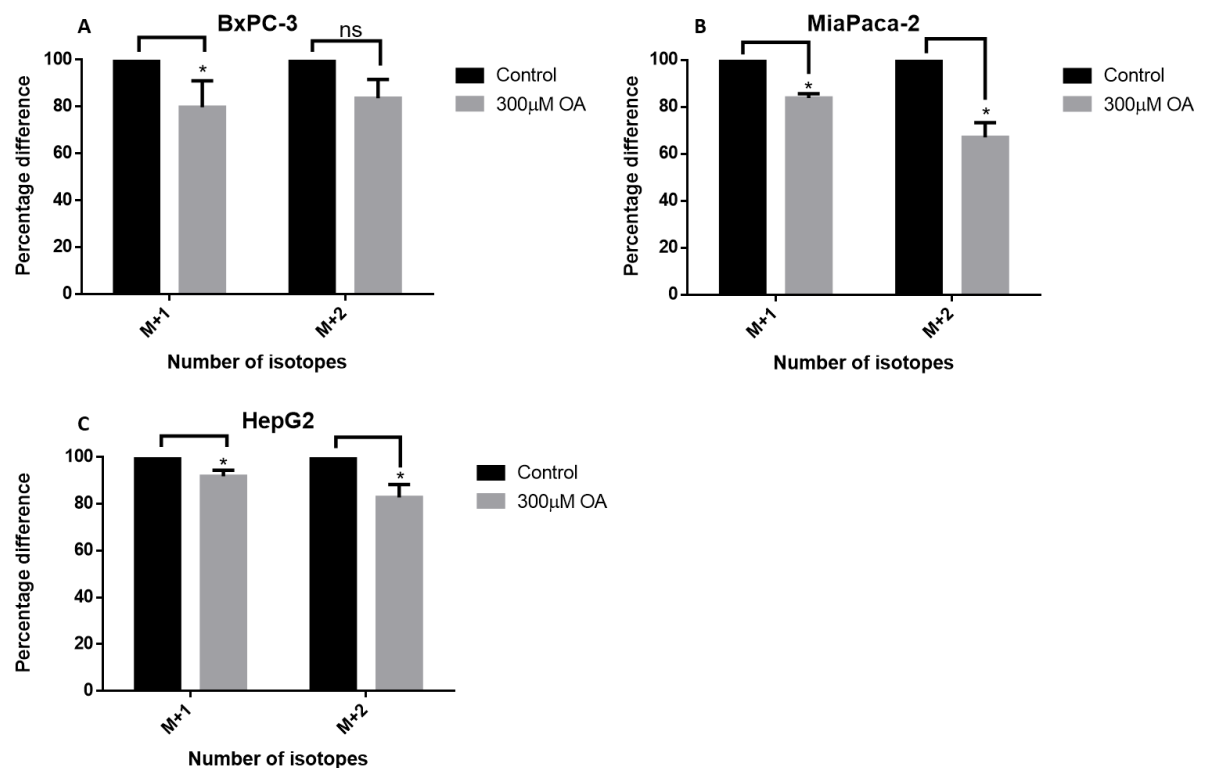 A
BxPC-3
ns
*
Percentage difference
100
80
60
40
20
0
M+1
M+2
Number of isotopes
Control
300μM OA
B
MiaPaca-2
*
*
Percentage difference
100
80
60
40
20
0
M+1
M+2
Number of isotopes
Control
300μM OA
C
HepG2
*
*
Percentage difference
100
80
60
40
20
0
M+1
M+2
Number of isotopes
Control
300μM OA